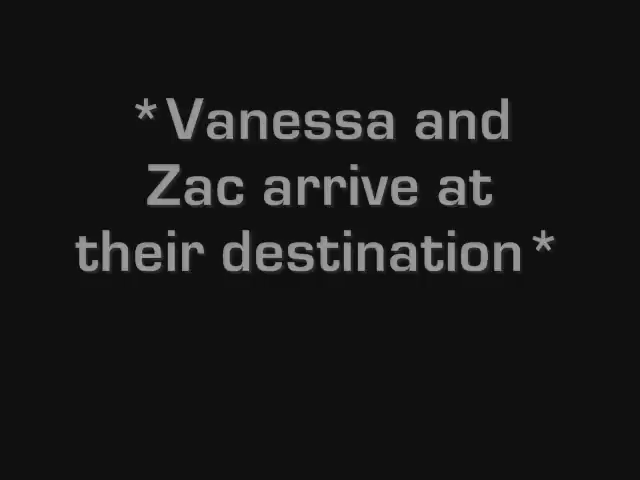 *Vanessa and
Zac arrive at
their destination*